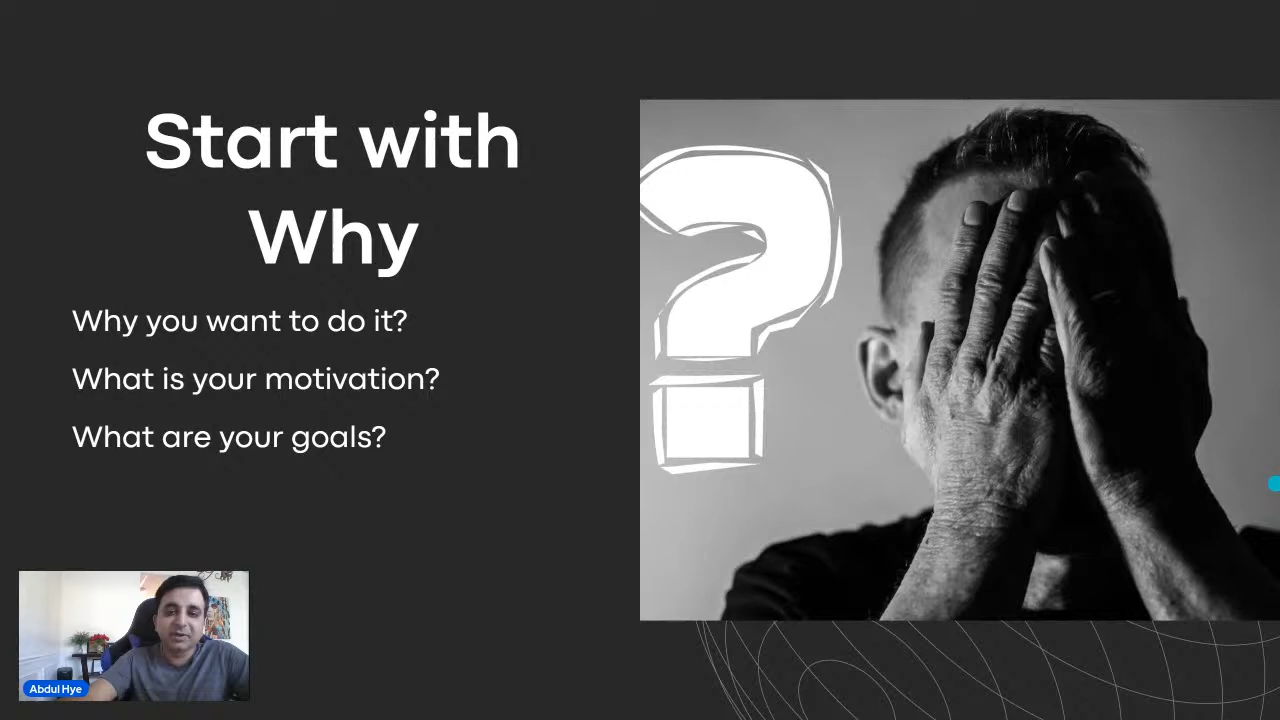 Start with
Why
Why you want to do it?
What is your motivation?
What are your goals?
?
Abdul Hye